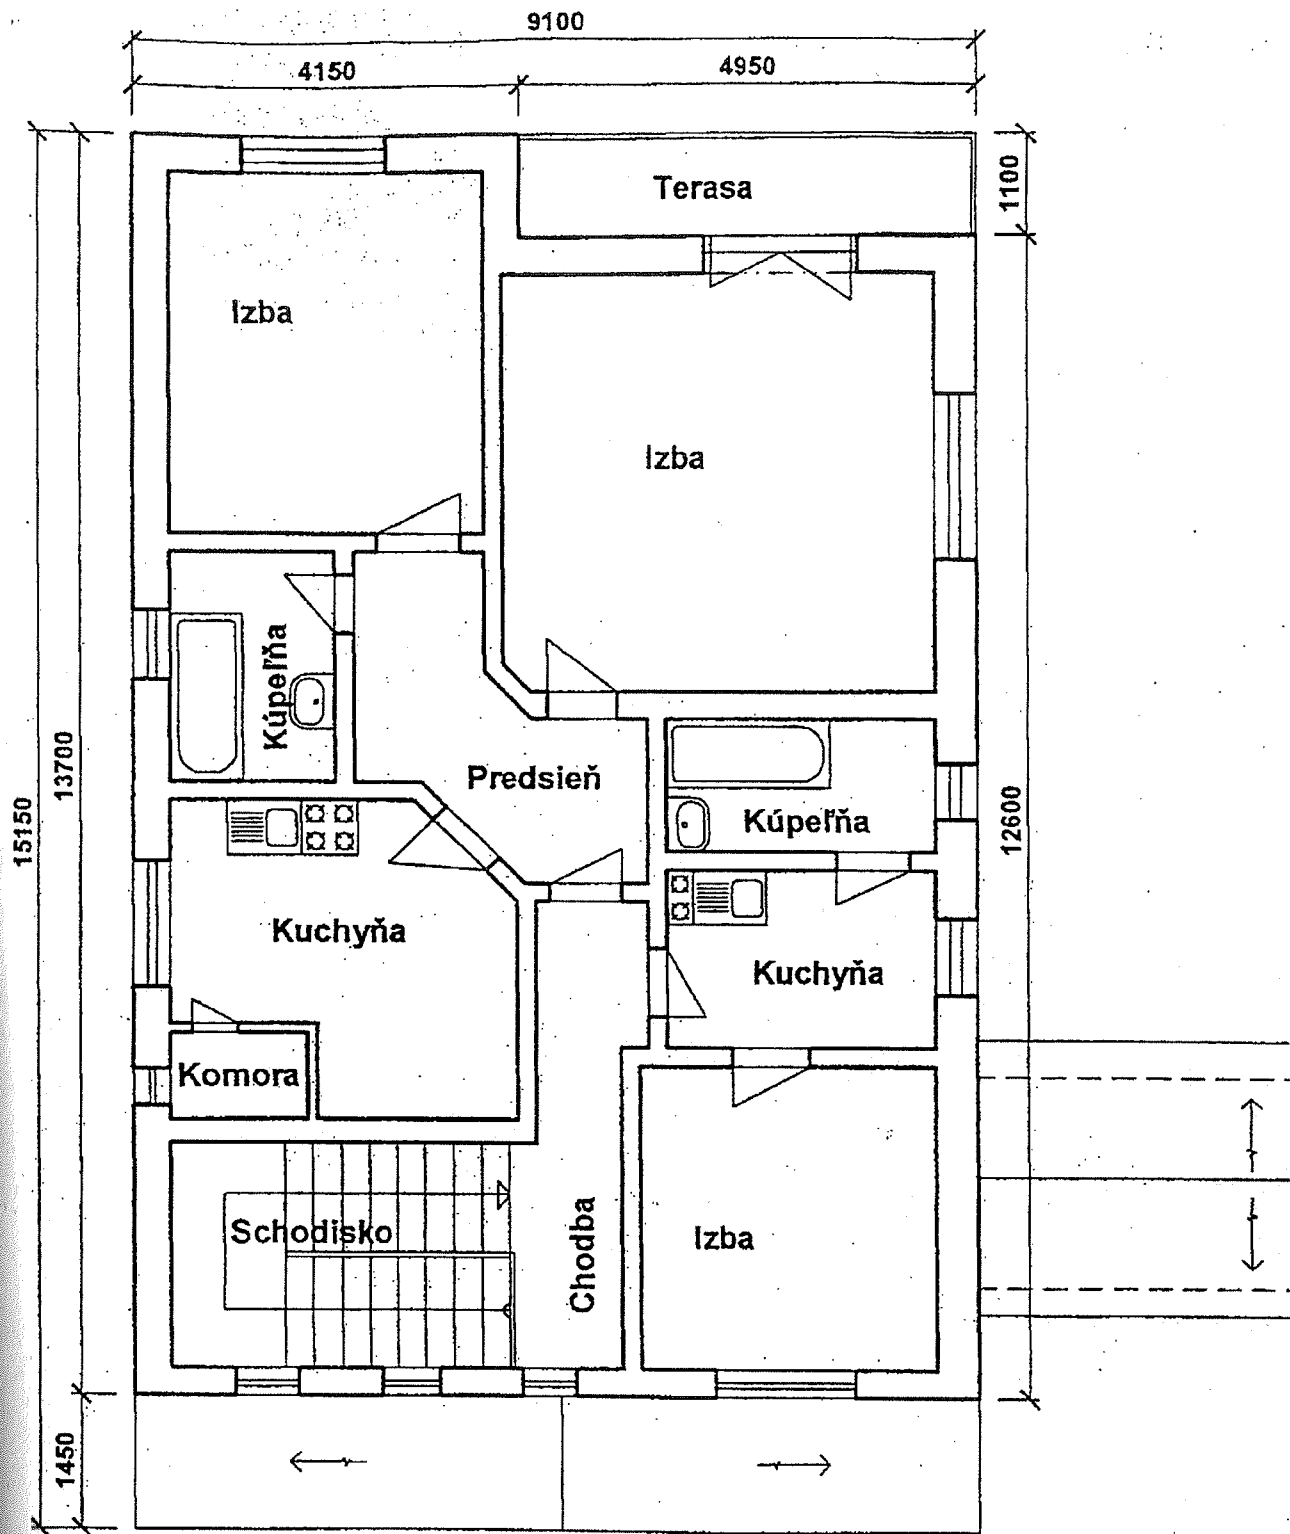 9100
4150
4950
Terasa
1100
Izba
Izba
Kúpeľňa
Predsieň
Kúpeľňa
13700
15150
12600
Kuchyňa
Kuchyňa
Komora
Schodisko
Chodba
Izba
1450